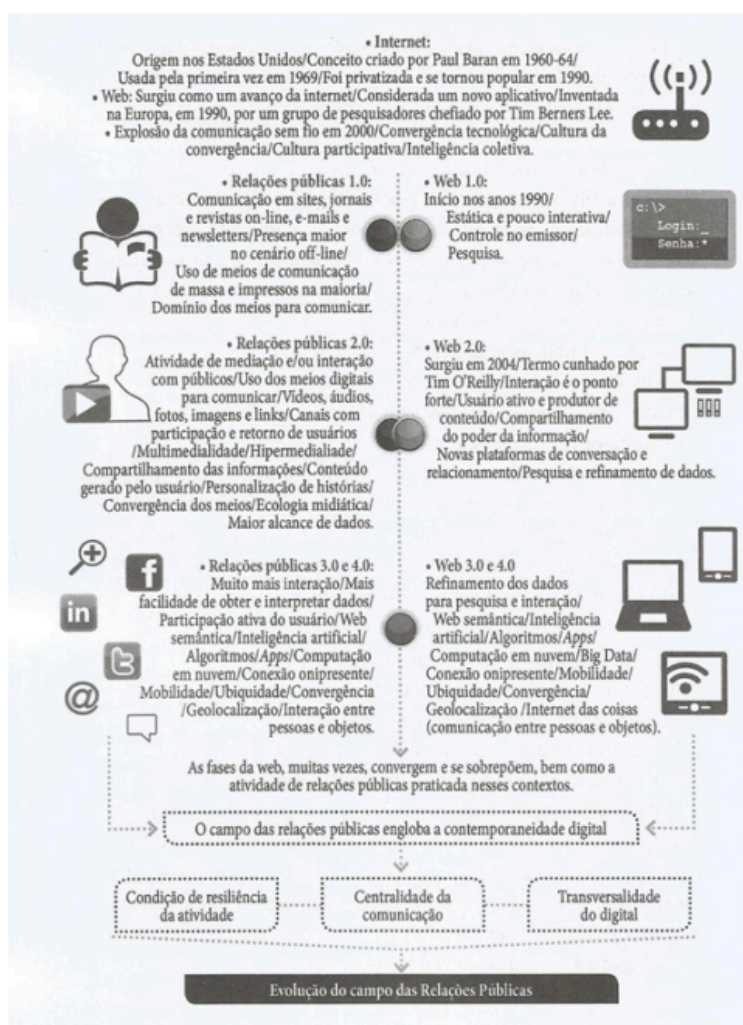 • Internet:
Origem nos Estados Unidos/Conceito criado por Paul Baran em 1960-64/
Usada pela primeira vez em 1969/Foi privatizada e se tornou popular em 1990.
• Web: Surgiu como um avanço da internet/Considerada um novo aplicativo/Inventada
na Europa, em 1990, por um grupo de pesquisadores chefiado por Tim Berners Lee.
• Explosão da comunicação sem fio em 2000/Convergência tecnológica/Cultura da
convergência/Cultura participativa/Inteligência coletiva.
• Relações públicas 1.0:
Comunicação em sites, jornais
e revistas on-line, e-mails e
newsletters/Presença maior
no cenário off-line/
Uso de meios de comunicação
de massa e impressos na maioria/
Domínio dos meios para comunicar.
• Web 1.0:
Início nos anos 1990/
Estática e pouco interativa/
Controle no emissor/
Pesquisa.
c:\>
Login:_
Senha:*
• Relações públicas 2.0:
Atividade de mediação e/ou interação
com públicos/Uso dos meios digitais
para comunicar/Vídeos, áudios,
fotos, imagens e links/Canais com
participação e retorno de usuários
/Multimedialidade/Hipermedialiade/
Compartilhamento das informações/Conteúdo
gerado pelo usuário/Personalização de histórias/
Convergência dos meios/Ecologia midiática/
Maior alcance de dados.
• Web 2.0:
Surgiu em 2004/Termo cunhado por
Tim O'Reilly/Interação é o ponto
forte/Usuário ativo e produtor de
conteúdo/Compartilhamento
do poder da informação/
Novas plataformas de conversação e
relacionamento/Pesquisa e refinamento de dados.
f
in
t
@
• Relações públicas 3.0 e 4.0:
Muito mais interação/Mais
facilidade de obter e interpretar dados/
Participação ativa do usuário/Web
semântica/Inteligência artificial/
Algoritmos/Apps/Computação
em nuvem/Conexão onipresente/
Mobilidade/Ubiquidade/Convergência
/Geolocalização/Interação entre
pessoas e objetos.
• Web 3.0 e 4.0
Refinamento dos dados
para pesquisa e interação/
Web semântica/Inteligência
artificial/Algoritmos/Apps/
Computação em nuvem/Big Data/
Conexão onipresente/Mobilidade/
Ubiquidade/Convergência/
Geolocalização /Internet das coisas
(comunicação entre pessoas e objetos).
As fases da web, muitas vezes, convergem e se sobrepõem, bem como a
atividade de relações públicas praticada nesses contextos.
O campo das relações públicas engloba a contemporaneidade digital
Condição de resiliência
da atividade
Centralidade da
comunicação
Transversalidade
do digital
Evolução do campo das Relações Públicas